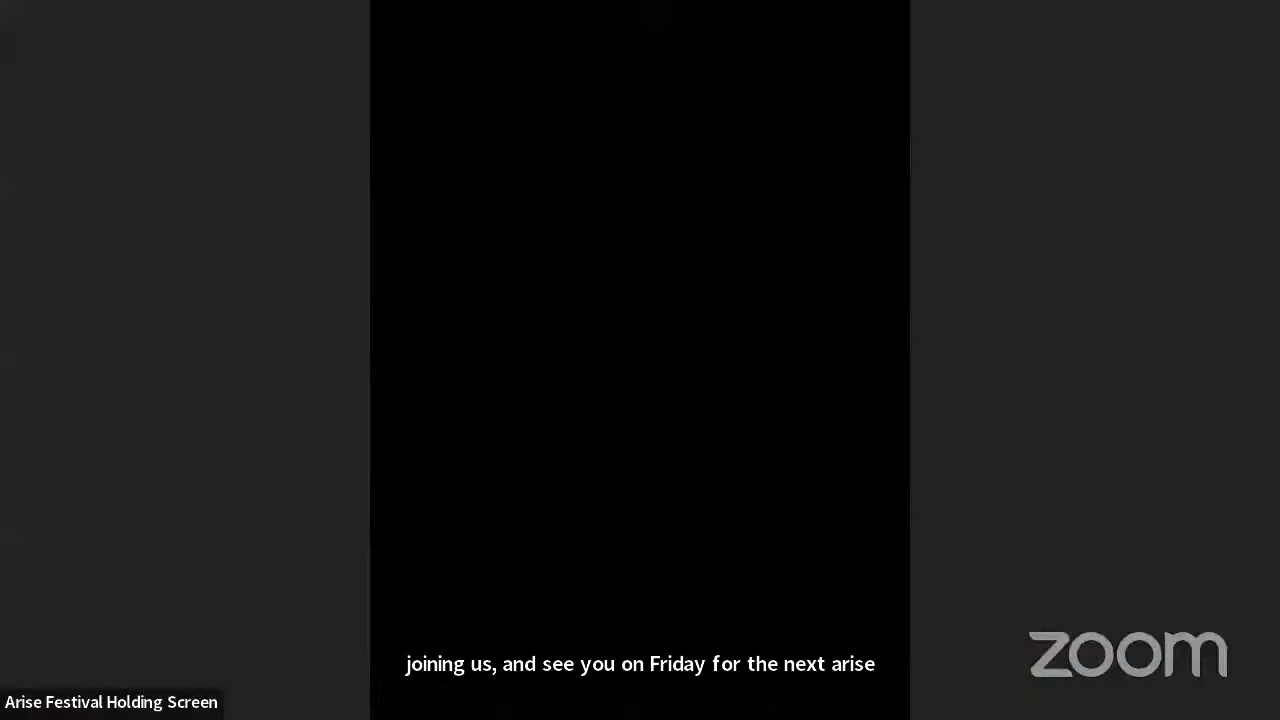 joining us, and see you on Friday for the next arise
zoom
Arise Festival Holding Screen